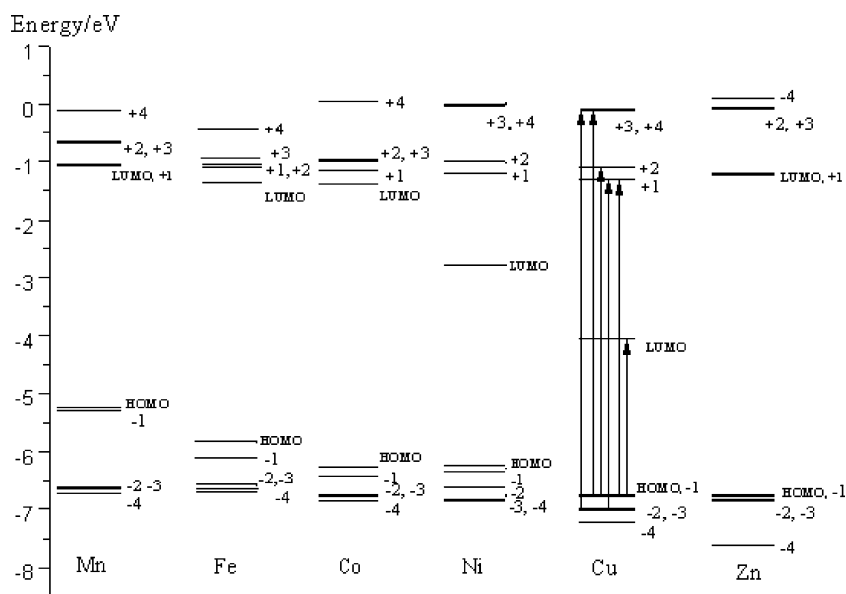 Energy/eV
1
0
-1
-2
-3
-4
-5
-6
-7
-8
+4
+2, +3
LUMO, +1
HOMO
-1
-2 -3
-4
Mn
+4
+3
+1, +2
LUMO
HOMO
-1
-2,-3
-4
Fe
+4
+2, +3
+1
LUMO
HOMO
-1
-2, -3
-4
Co
+3, +4
+2
+1
LUMO
HOMO
-1
-2
-3, -4
Ni
+3, +4
+2
+1
LUMO
HOMO, -1
-2, -3
-4
Cu
-4
+2, +3
LUMO, +1
HOMO, -1
-2, -3
-4
Zn